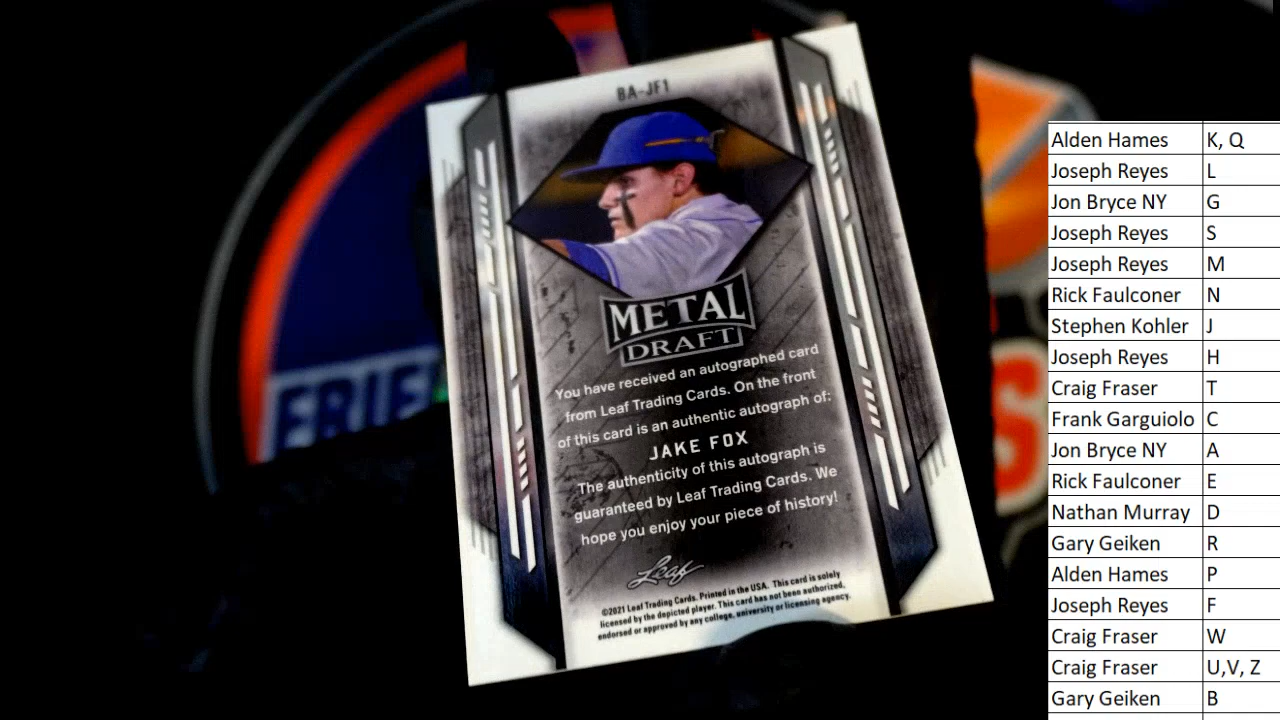 BA-JF1
METAL
DRAFT
You have received an autographed card
from Leaf Trading Cards. On the front
of this card is an authentic autograph of:
JAKE FOX
The authenticity of this autograph is
guaranteed by Leaf Trading Cards. We
hope you enjoy your piece of history!
Leaf
©2021 Leaf Trading Cards. Printed in the USA. This card is solely
licensed by the depicted player. This card has not been authorized,
endorsed or approved by any college, university or licensing agency.
ERIE
Alden Hames K, Q
Joseph Reyes L
Jon Bryce NY G
Joseph Reyes S
Joseph Reyes M
Rick Faulconer N
Stephen Kohler J
Joseph Reyes H
Craig Fraser T
Frank Garguiolo C
Jon Bryce NY A
Rick Faulconer E
Nathan Murray D
Gary Geiken R
Alden Hames P
Joseph Reyes F
Craig Fraser W
Craig Fraser U,V, Z
Gary Geiken B